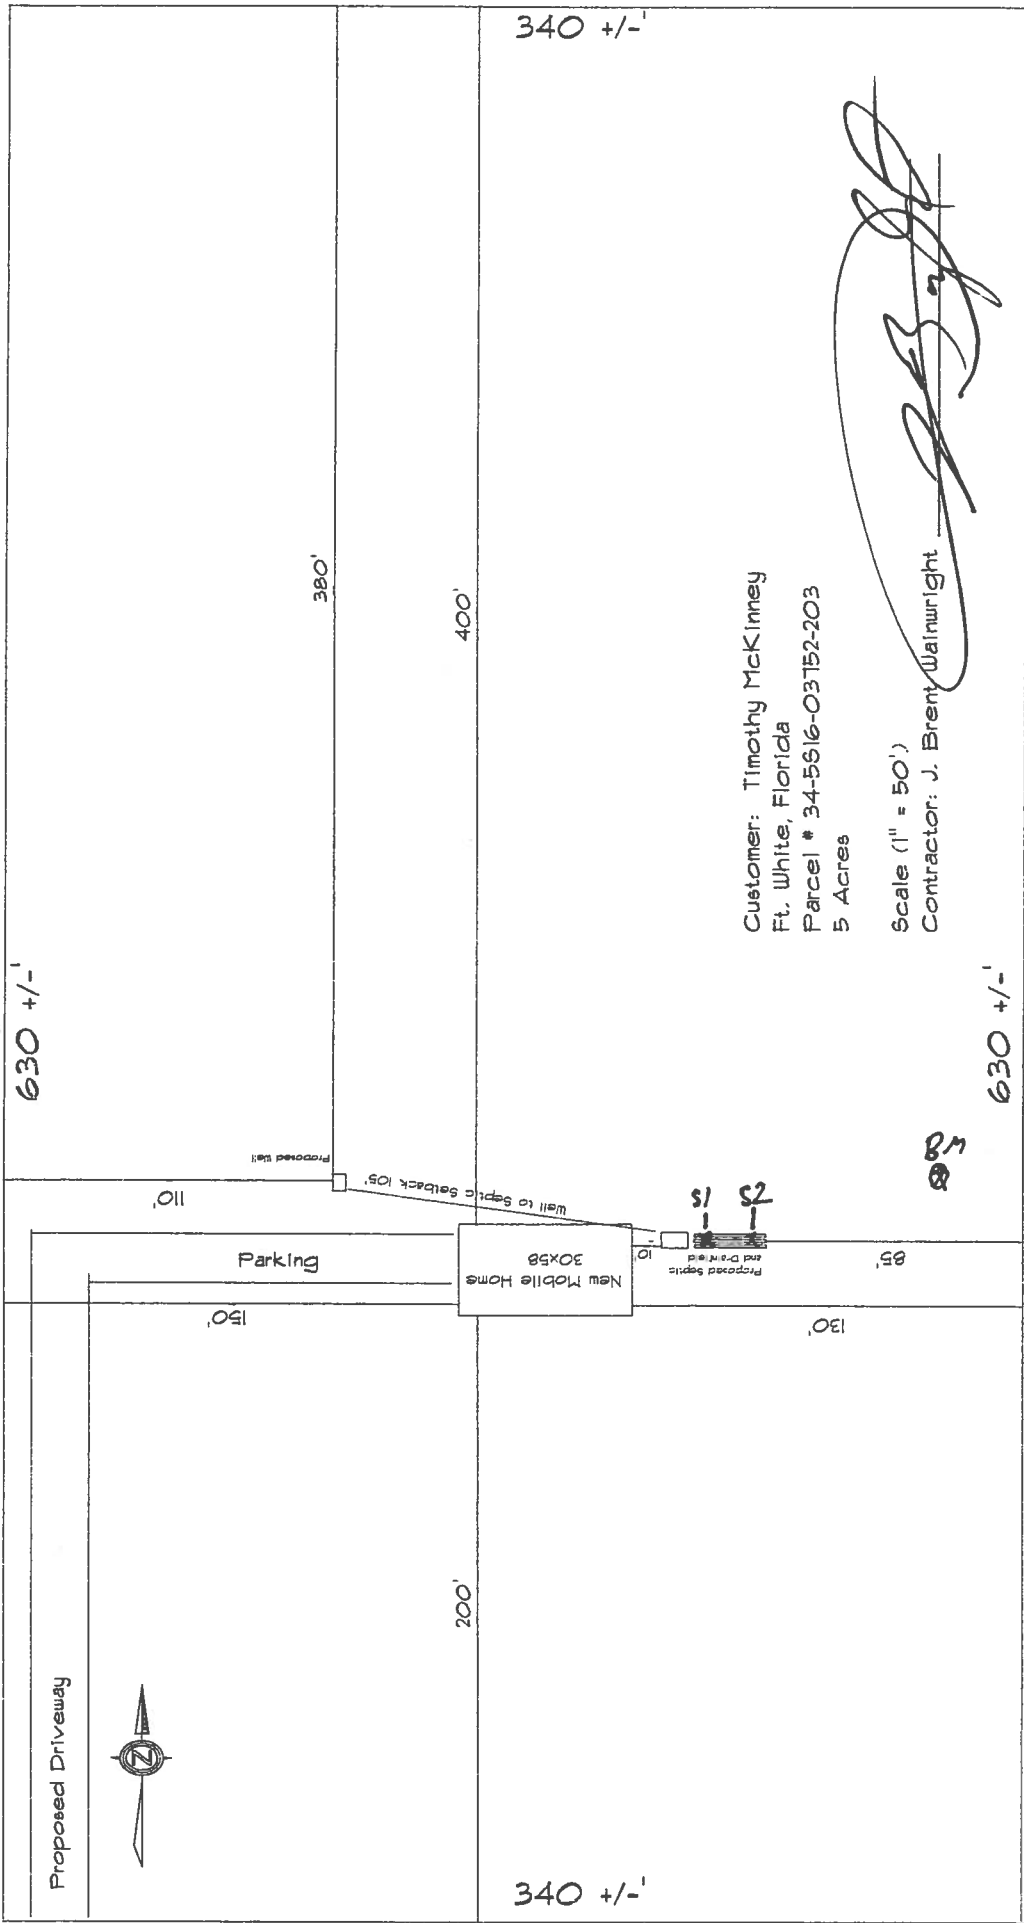 340 +/-'
630 +/-'
380'
400'
Proposed Well
110'
Well to Septic Setback 105'
Parking
150'
New Mobile Home
30x58
10'
Proposed Septic
and Drainfield
S1
S2
BM
85'
130'
630 +/-'
Customer: Timothy McKinney
Ft. White, Florida
Parcel # 34-5S16-03752-203
5 Acres
Scale (1" = 50')
Contractor: J. Brent Wainwright
200'
Proposed Driveway
N
340 +/-'